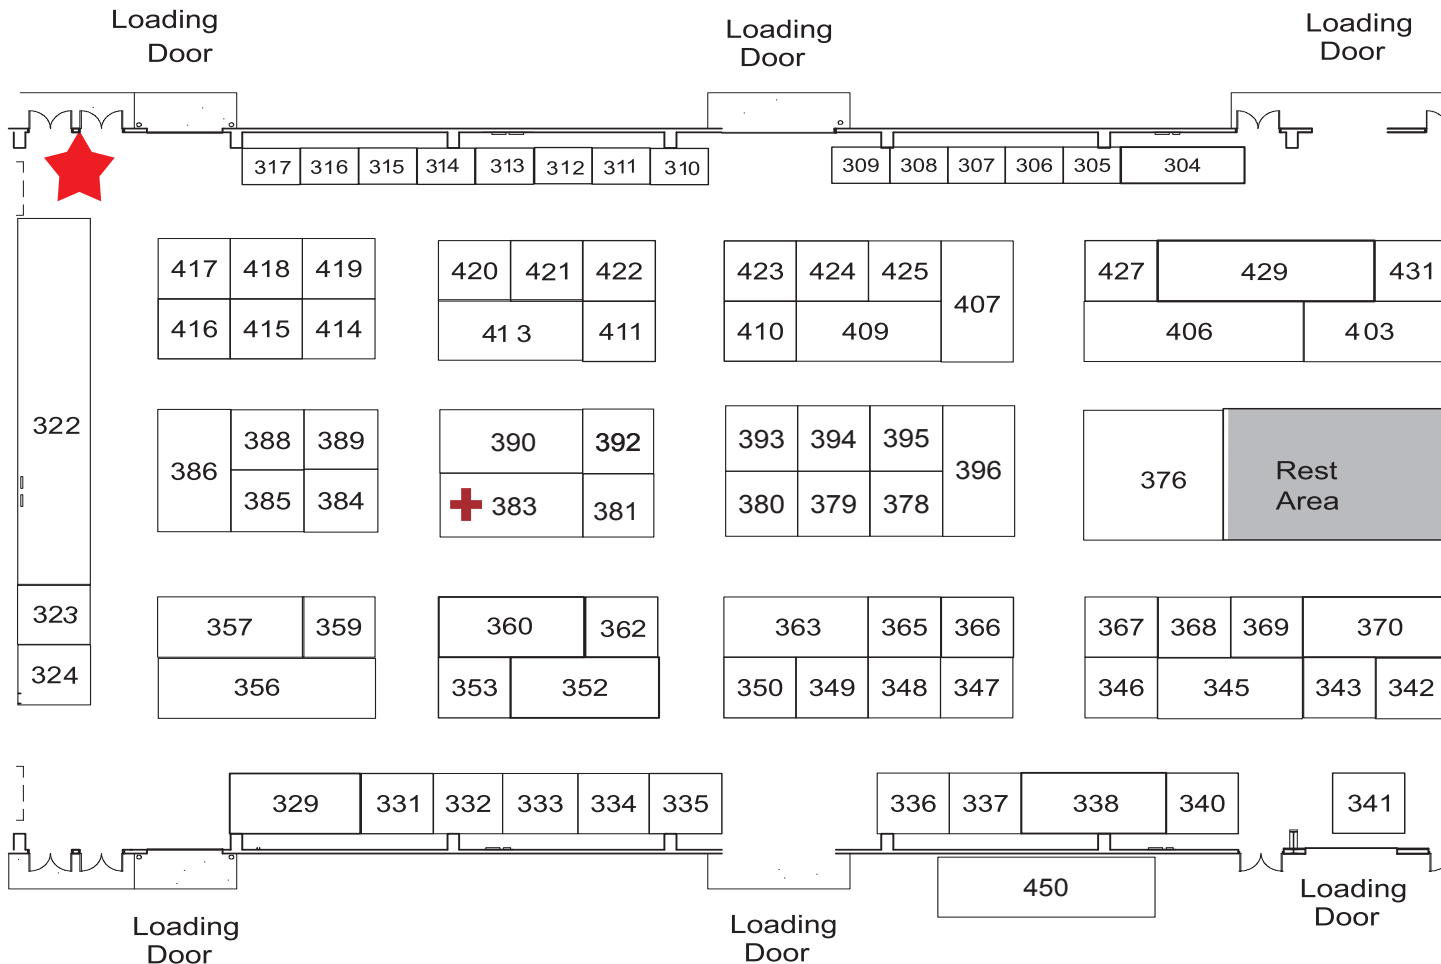 Loading
Door
Loading
Door
Loading
Door
317 316 315 314 313 312 311 310 309 308 307 306 305 304
417 418 419 420 421 422 423 424 425 407 427 429 431
416 415 414 41 3 411 410 409 406 403
322
386 388 389 390 392 393 394 395 396 376 Rest
Area
385 384 383 381 380 379 378
323 357 359 360 362 363 365 366 367 368 369 370
324 356 353 352 350 349 348 347 346 345 343 342
329 331 332 333 334 335 336 337 338 340 341
450
Loading
Door
Loading
Door
Loading
Door